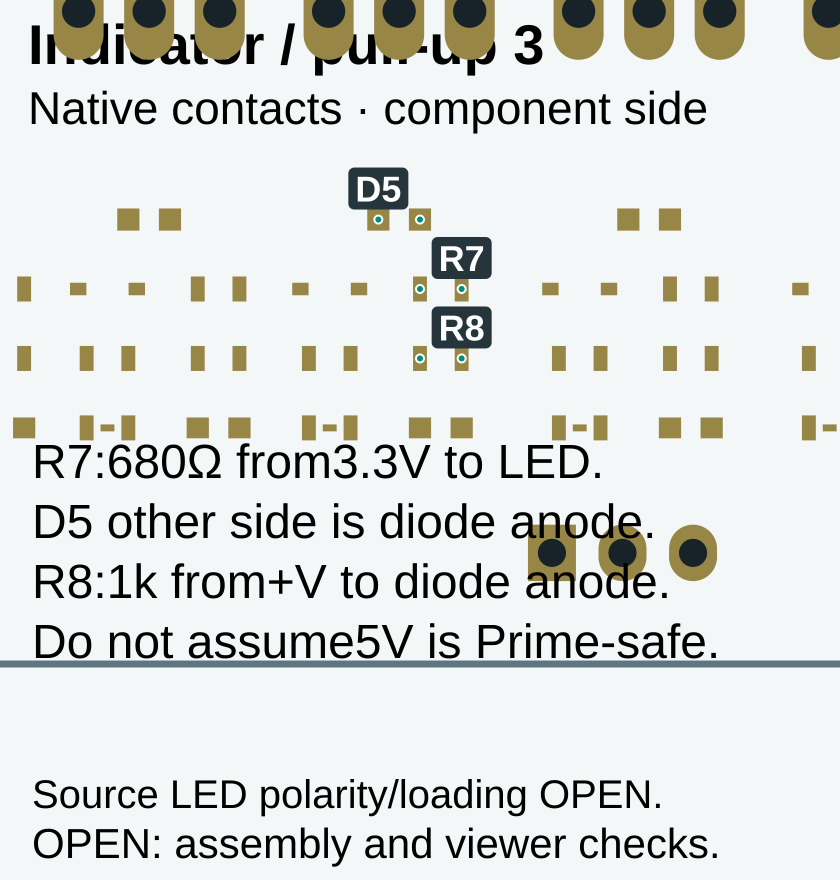 Indicator / pull-up 3
Native contacts · component side
D5
R7
R8
R7:680Ω from3.3V to LED.
D5 other side is diode anode.
R8:1k from+V to diode anode.
Do not assume5V is Prime-safe.
Source LED polarity/loading OPEN.
OPEN: assembly and viewer checks.